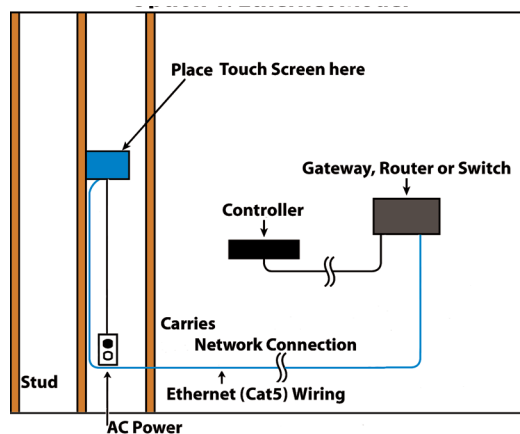 Place Touch Screen here
Gateway, Router or Switch
Controller
Carries
Network Connection
Stud
Ethernet (Cat5) Wiring
AC Power